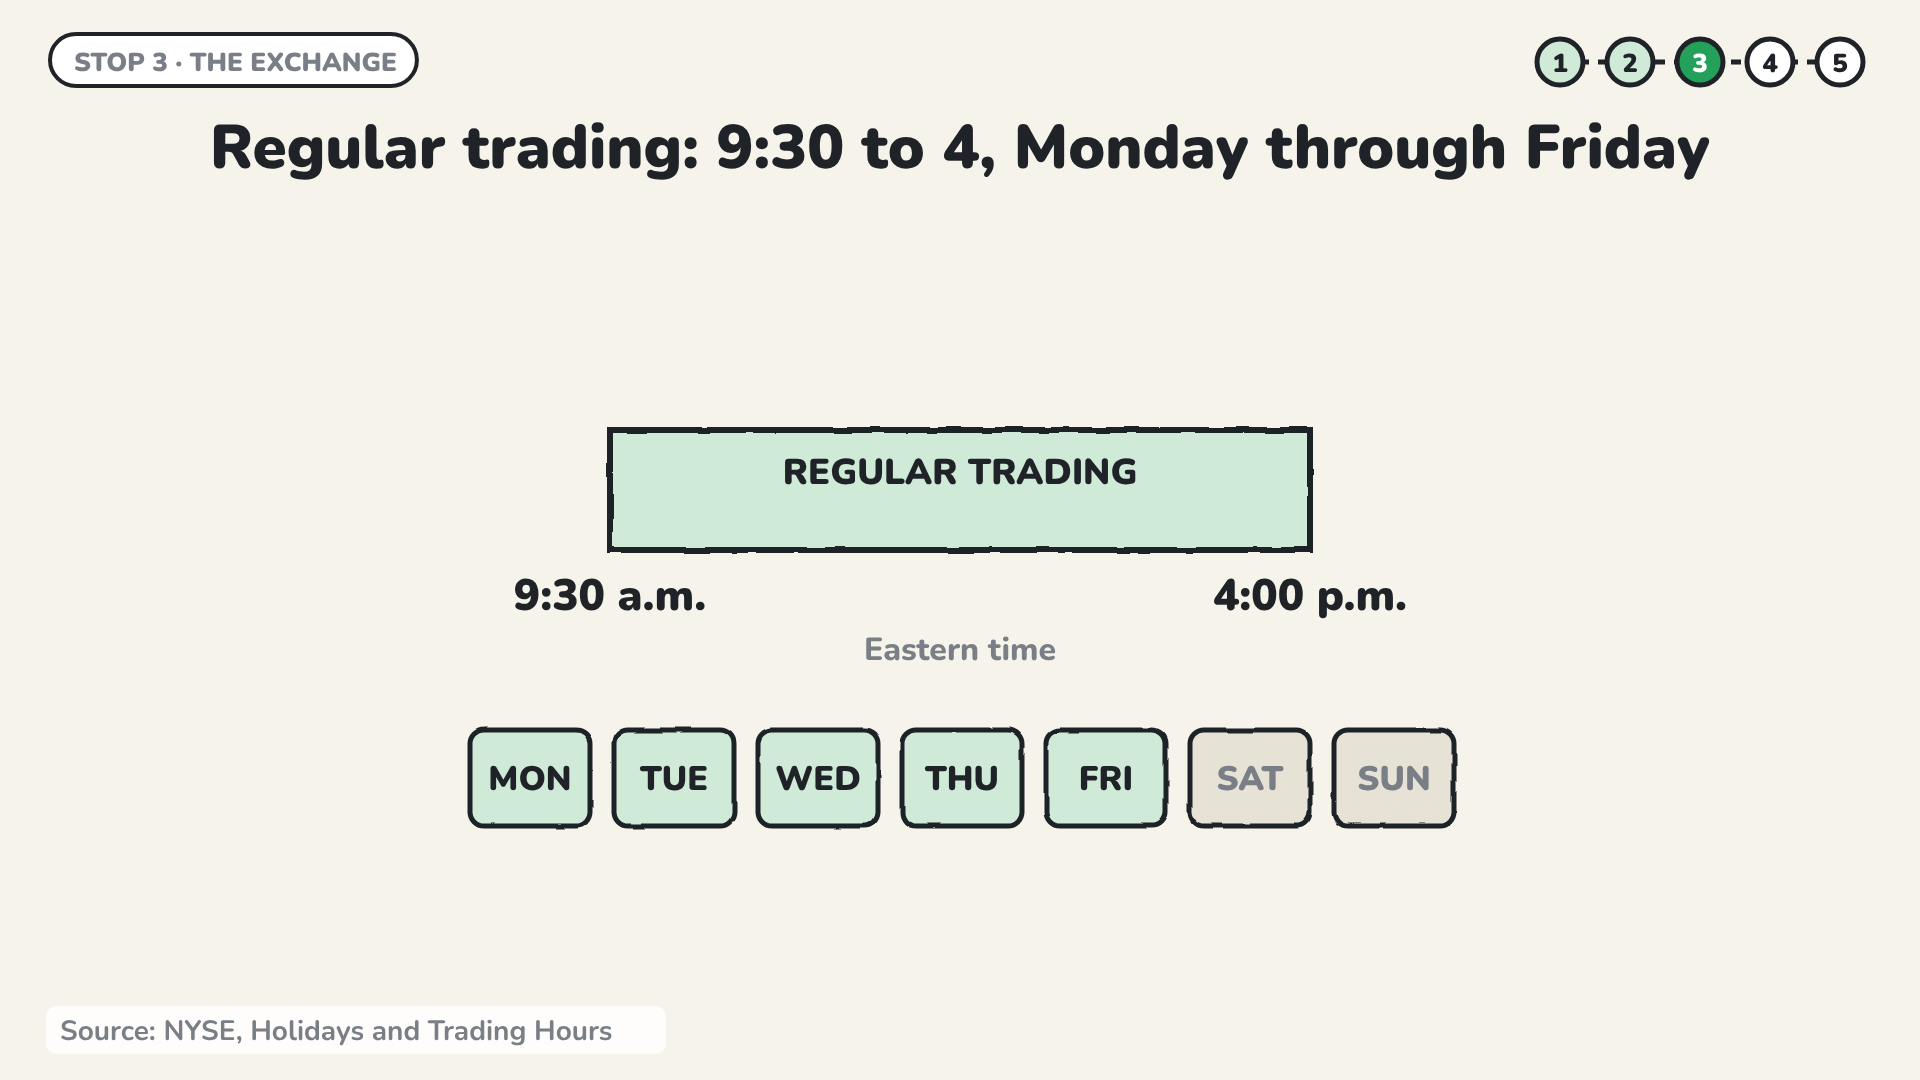 STOP 3 · THE EXCHANGE
1 2 3 4 5
Regular trading: 9:30 to 4, Monday through Friday
REGULAR TRADING
9:30 a.m. 4:00 p.m.
Eastern time
MON TUE WED THU FRI SAT SUN
Source: NYSE, Holidays and Trading Hours